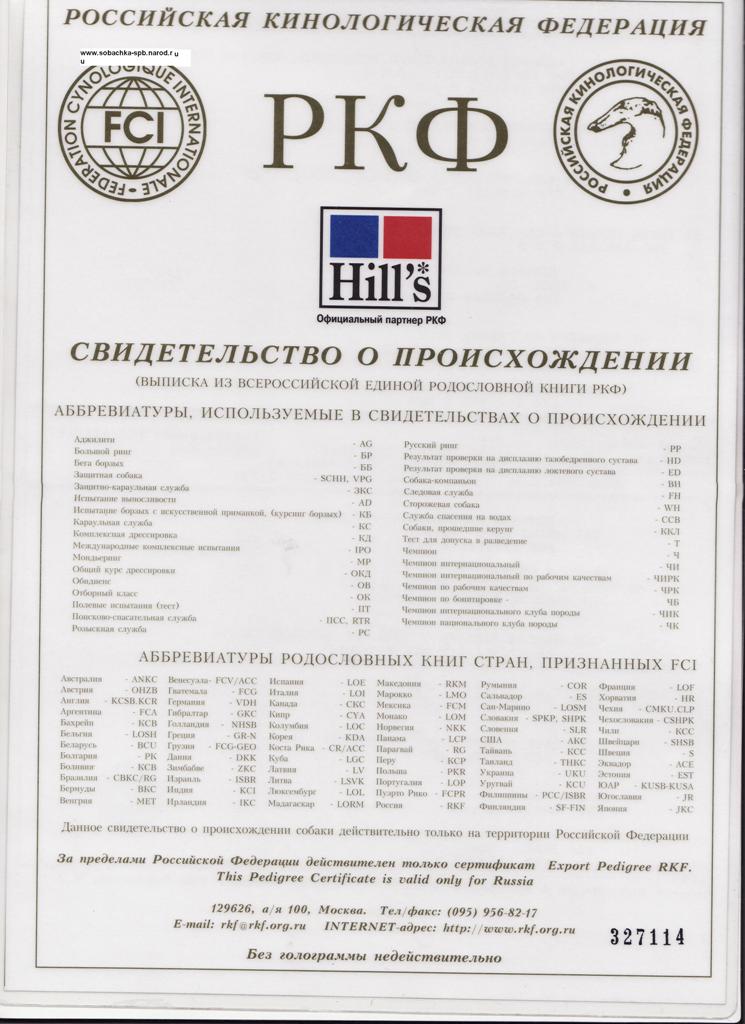 РОССИЙСКАЯ КИНОЛОГИЧЕСКАЯ ФЕДЕРАЦИЯ
www.sobachka-spb.narod.r u
u
FEDERATION CYNOLOGIQUE INTERNATIONALE
FCI
РКФ
РОССИЙСКАЯ КИНОЛОГИЧЕСКАЯ ФЕДЕРАЦИЯ
Hill's*
Официальный партнер РКФ
СВИДЕТЕЛЬСТВО О ПРОИСХОЖДЕНИИ
(ВЫПИСКА ИЗ ВСЕРОССИЙСКОЙ ЕДИНОЙ РОДОСЛОВНОЙ КНИГИ РКФ)
АББРЕВИАТУРЫ, ИСПОЛЬЗУЕМЫЕ В СВИДЕТЕЛЬСТВАХ О ПРОИСХОЖДЕНИИ
Аджилити - AG
Большой ринг - БР
Бега борзых - ББ
Защитная собака - SCHH, VPG
Защитно-караульная служба - ЗКС
Испытание выносливости - AD
Испытание борзых с искусственной приманкой, (курсинг борзых) - КБ
Караульная служба - КС
Комплексная дрессировка - КД
Международные комплексные испытания - IPO
Мондьеринг - МР
Общий курс дрессировки - ОКД
Обидиенс - ОВ
Отборный класс - ОК
Полевые испытания (тест) - ПТ
Поисково-спасательная служба - ПСС, RTR
Розыскная служба - РС
Русский ринг - РР
Результат проверки на дисплазию тазобедренного сустава - HD
Результат проверки на дисплазию локтевого сустава - ED
Собака-компаньон - BH
Следовая служба - FH
Сторожевая собака - WH
Служба спасения на водах - ССВ
Собаки, прошедшие керунг - ККЛ
Тест для допуска в разведение - Т
Чемпион - Ч
Чемпион интернациональный - ЧИ
Чемпион интернациональный по рабочим качествам - ЧИРК
Чемпион по рабочим качествам - ЧРК
Чемпион по бонитировке - ЧБ
Чемпион интернационального клуба породы - ЧИК
Чемпион национального клуба породы - ЧК
АББРЕВИАТУРЫ РОДОСЛОВНЫХ КНИГ СТРАН, ПРИЗНАННЫХ FCI
Австралия - ANKC
Австрия - OHZB
Англия - KCSB.KCR
Аргентина - FCA
Бахрейн - KCB
Бельгия - LOSH
Беларусь - BCU
Болгария - РК
Боливия - KCB
Бразилия - CBKC/RG
Бермуды - BKC
Венгрия - MET
Венесуэла- FCV/ACC
Гватемала - FCG
Германия - VDH
Гибралтар - GKC
Голландия - NHSB
Греция - GR-N
Грузия - FCG-GEO
Дания - DKK
Зимбабве - ZKC
Израиль - ISBR
Индия - KCI
Ирландия - IKC
Испания - LOE
Италия - LOI
Канада - CKC
Кипр - CYA
Колумбия - LOC
Корея - KDA
Коста Рика - CR/ACC
Куба - LGC
Латвия - LV
Литва - LSVK
Люксембург - LOL
Мадагаскар - LORM
Македония - RKM
Марокко - LMO
Мексика - FCM
Монако - LOM
Норвегия - NKK
Панама - LCP
Парагвай - RG
Перу - KCP
Польша - PKR
Португалия - LOP
Пуэрто Рико - FCPR
Россия - RKF
Румыния - COR
Сальвадор - ES
Сан-Марино - LOSM
Словакия - SPKP, SHPK
Словения - SLR
США - AKC
Тайвань - KCC
Таиланд - THKC
Украина - UKU
Уругвай - KCU
Филиппины - PCC/ISBR
Финляндия - SF-FIN
Франция - LOF
Хорватия - HR
Чехия - CMKU.CLP
Чехословакия - CSHPK
Чили - KCC
Швейцари - SHSB
Швеция - S
Эквадор - ACE
Эстония - EST
ЮАР - KUSB-KUSA
Югославия - JR
Япония - JKC
Данное свидетельство о происхождении собаки действительно только на территории Российской Федерации
За пределами Российской Федерации действителен только сертификат Export Pedigree RKF.
This Pedigree Certificate is valid only for Russia
129626, а/я 100, Москва. Тел/факс: (095) 956-82-17
E-mail: rkf@rkf.org.ru INTERNET-адрес: http://www.rkf.org.ru
327114
Без голограммы недействительно